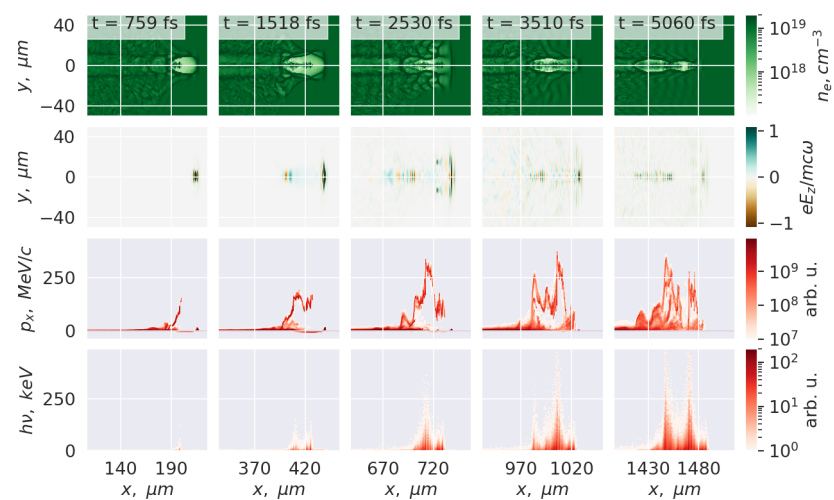 t = 759 fs t = 1518 fs t = 2530 fs t = 3510 fs t = 5060 fs
40
0
−40
y, μm
10^19
10^18
n_e, cm^−3
40
0
−40
y, μm
1
0
−1
eE_z/mcω
250
0
p_x, MeV/c
10^9
10^8
10^7
arb. u.
250
0
hν, keV
10^2
10^1
10^0
arb. u.
140 190 370 420 670 720 970 1020 1430 1480
x, μm x, μm x, μm x, μm x, μm